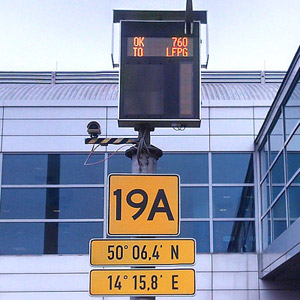 OK 760
TO LFPG
19A
50° 06,4' N
14° 15,8' E